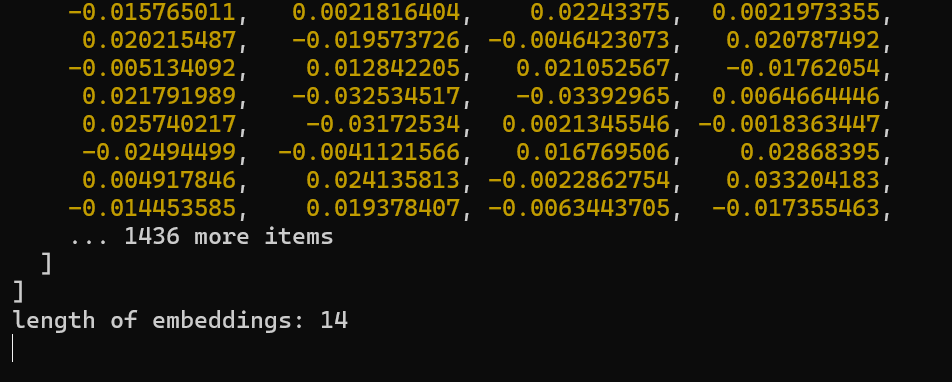 -0.015765011, 0.0021816404, 0.02243375, 0.0021973355,
0.020215487, -0.019573726, -0.0046423073, 0.020787492,
-0.005134092, 0.012842205, 0.021052567, -0.01762054,
0.021791989, -0.032534517, -0.03392965, 0.0064664446,
0.025740217, -0.03172534, 0.0021345546, -0.0018363447,
-0.02494499, -0.0041121566, 0.016769506, 0.02868395,
0.004917846, 0.024135813, -0.0022862754, 0.033204183,
-0.014453585, 0.019378407, -0.0063443705, -0.017355463,
... 1436 more items
]
]
length of embeddings: 14